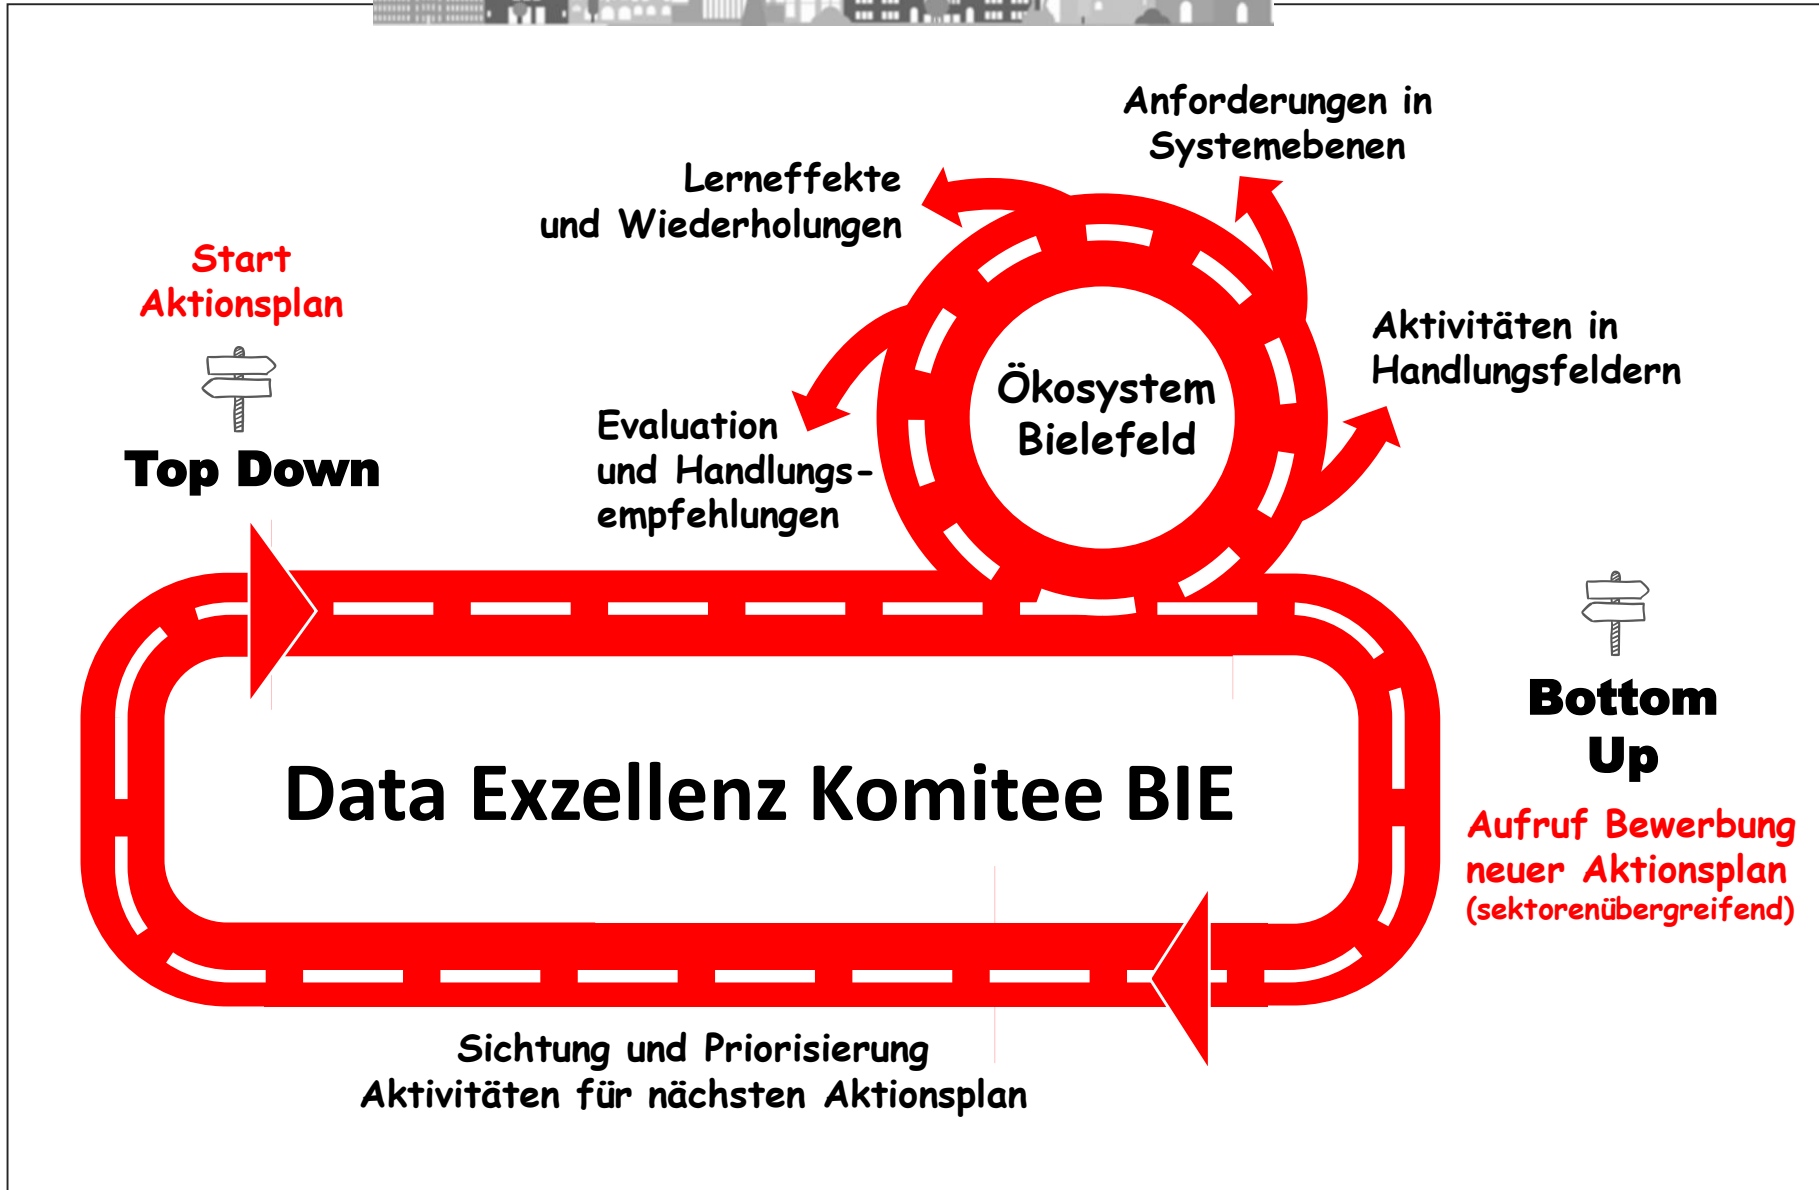 Anforderungen in
Systemebenen
Lerneffekte
und Wiederholungen
Start
Aktionsplan
Top Down
Aktivitäten in
Handlungsfeldern
Ökosystem
Bielefeld
Evaluation
und Handlungs-
empfehlungen
Bottom
Up
Aufruf Bewerbung
neuer Aktionsplan
(sektorenübergreifend)
Data Exzellenz Komitee BIE
Sichtung und Priorisierung
Aktivitäten für nächsten Aktionsplan